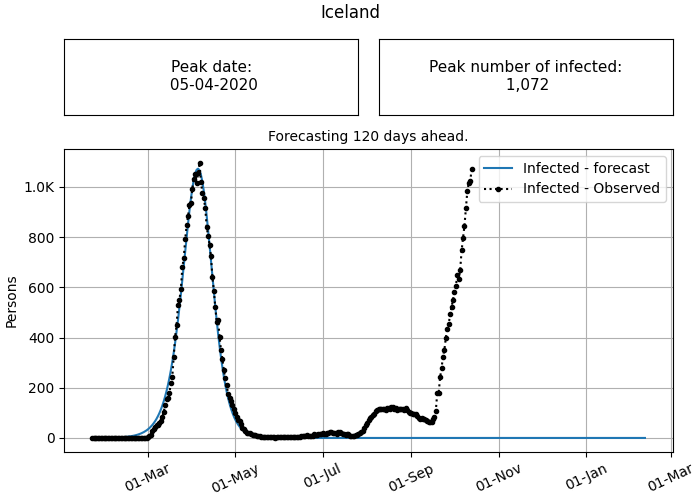 Iceland
Peak date:
05-04-2020
Peak number of infected:
1,072
Forecasting 120 days ahead.
Infected - forecast
Infected - Observed
Persons
1.0K
800
600
400
200
0
01-Mar
01-May
01-Jul
01-Sep
01-Nov
01-Jan
01-Mar